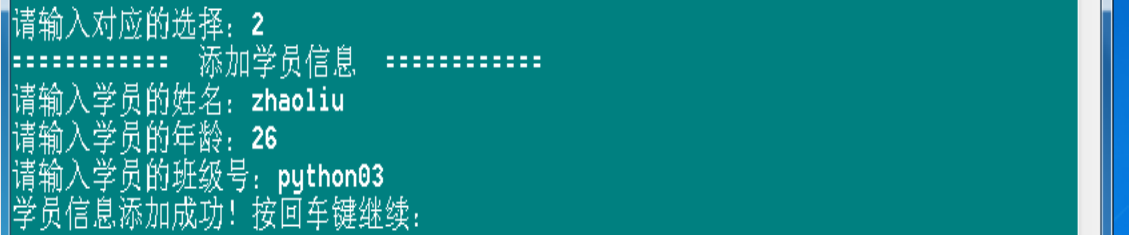 请输入对应的选择：2
============ 添加学员信息 ============
请输入学员的姓名：zhaoliu
请输入学员的年龄：26
请输入学员的班级号：python03
学员信息添加成功！按回车键继续：